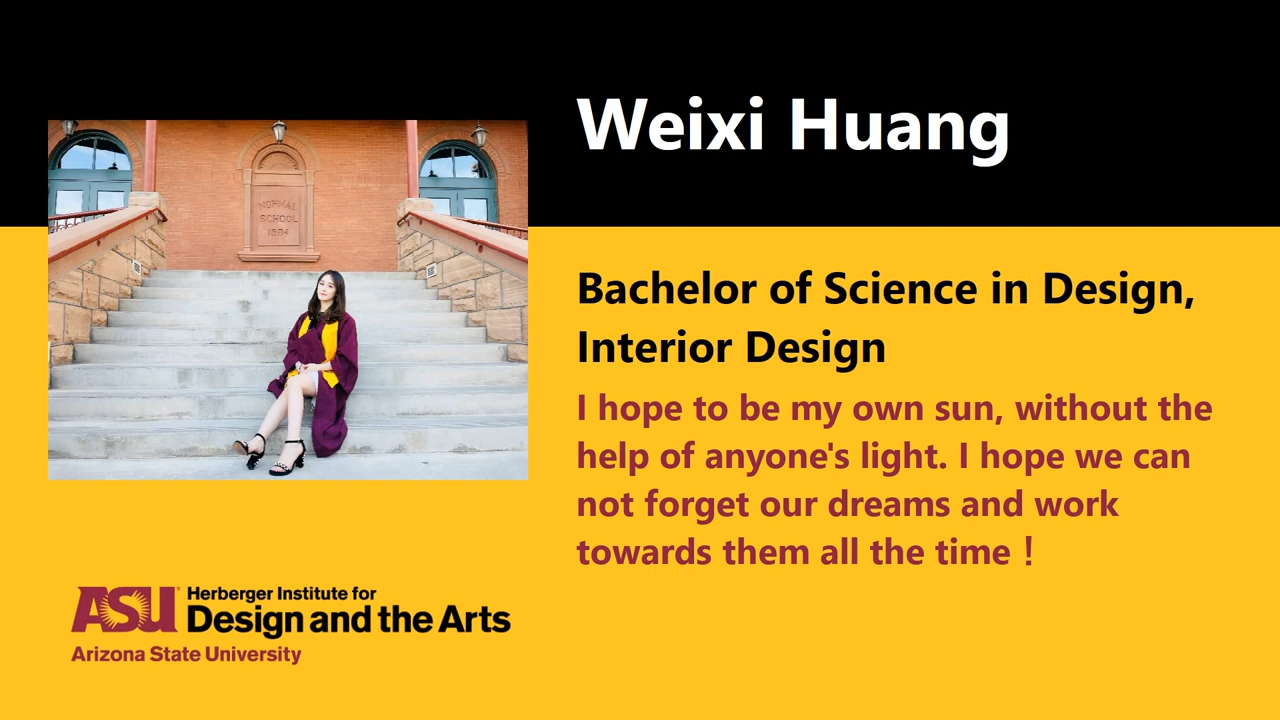 Weixi Huang
NORMAL
SCHOOL
1894
Bachelor of Science in Design,
Interior Design
I hope to be my own sun, without the
help of anyone's light. I hope we can
not forget our dreams and work
towards them all the time！
ASU Herberger Institute for
Design and the Arts
Arizona State University